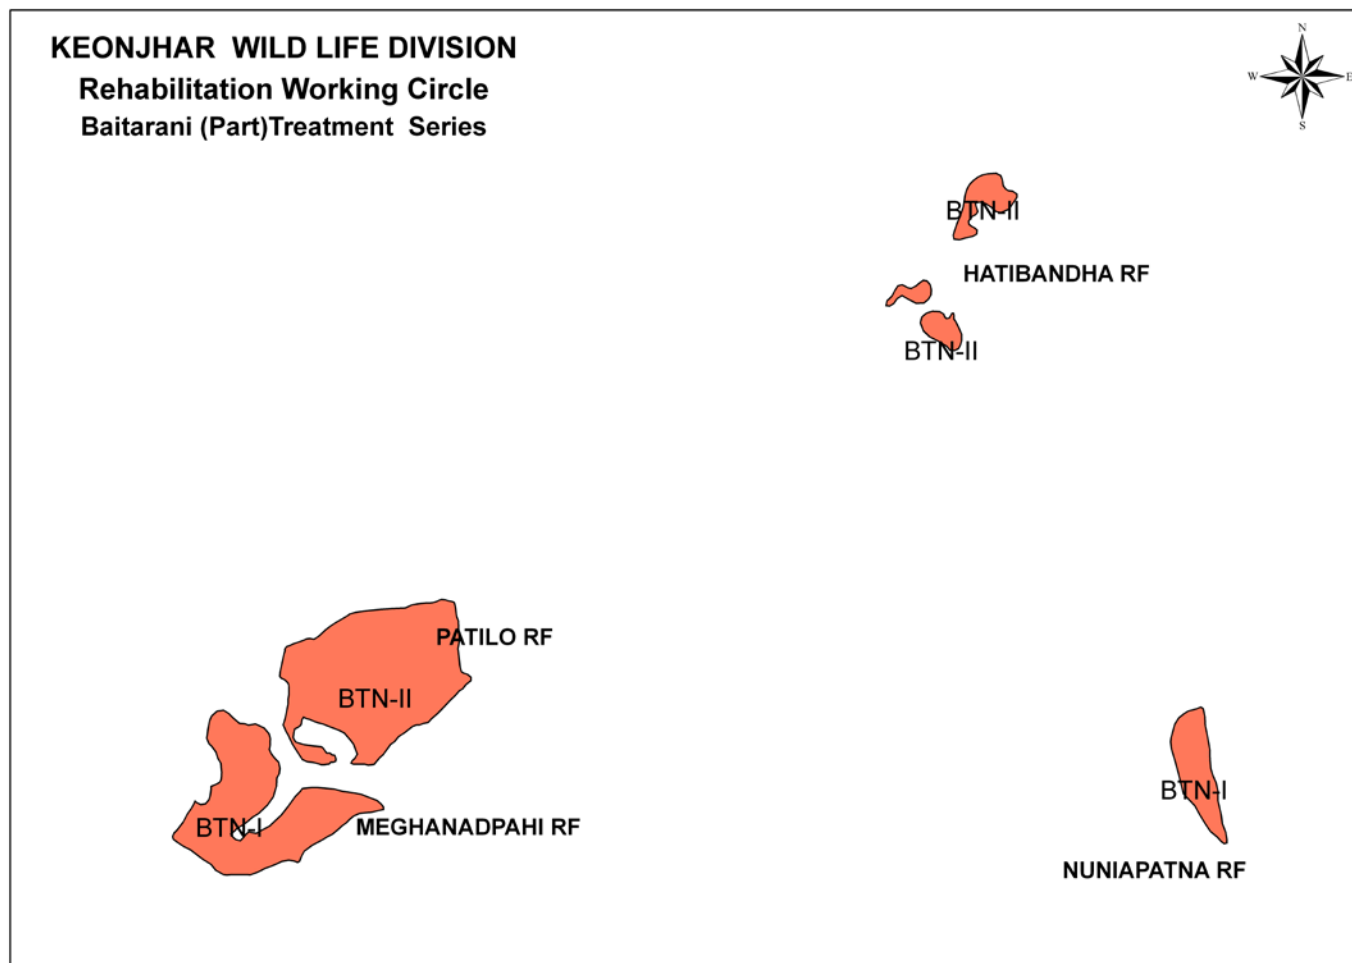 KEONJHAR  WILD LIFE DIVISION
Rehabilitation Working Circle
Baitarani (Part)Treatment  Series
N
W
E
S
BTN-II
HATIBANDHA RF
BTN-II
PATILO RF
BTN-II
BTN-I
BTN-I
MEGHANADPAHI RF
NUNIAPATNA RF